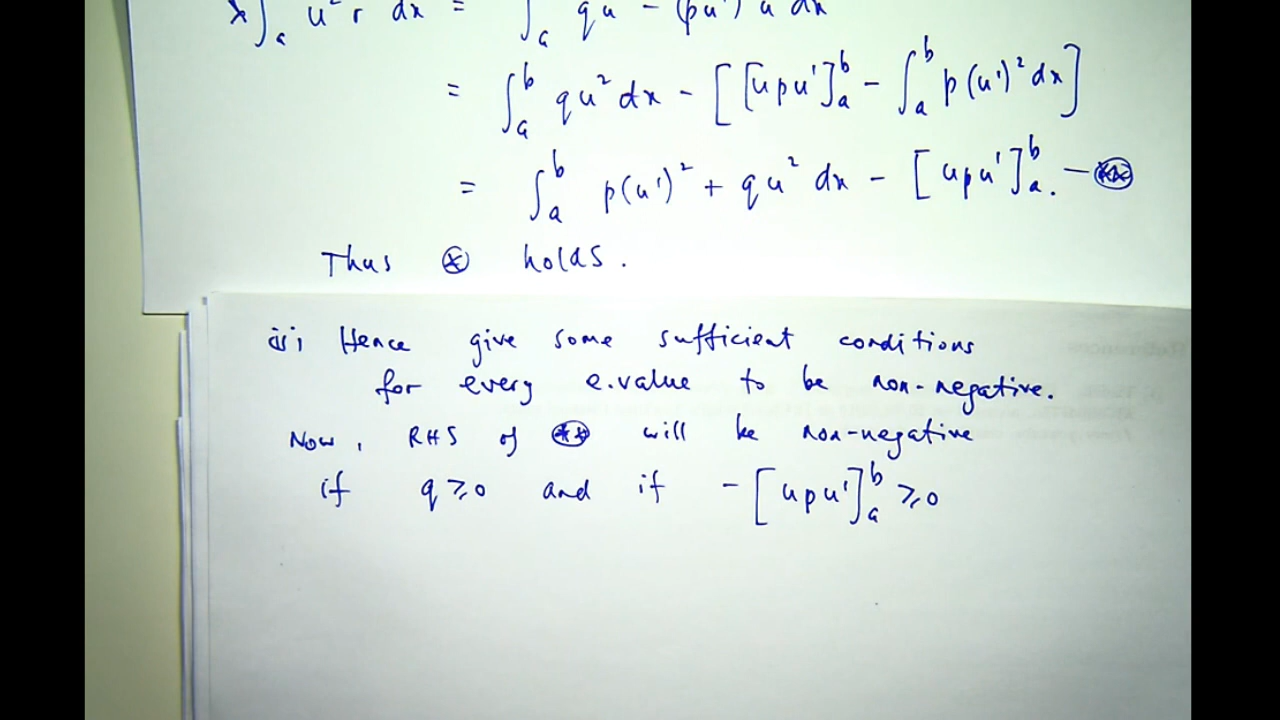 ∫_a u² r dx = ∫_a qu − (pu')' u dx
= ∫_a^b qu² dx − [[upu']_a^b − ∫_a^b p(u')² dx]
= ∫_a^b p(u')² + qu² dx − [upu']_a^b. − (**)
Thus (*) holds.
ii; Hence give some sufficient conditions
for every e.value to be non-negative.
Now, RHS of (**) will be non-negative
if q ≥ 0 and if −[upu']_a^b ≥ 0